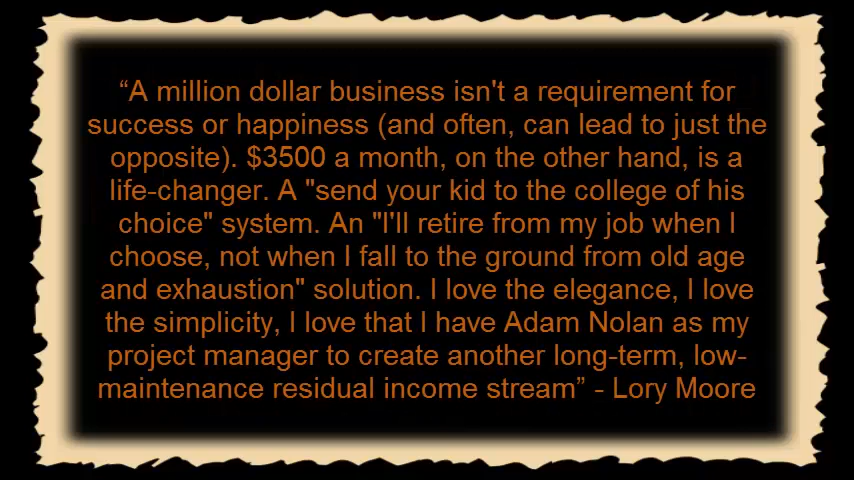 “A million dollar business isn't a requirement for
success or happiness (and often, can lead to just the
opposite). $3500 a month, on the other hand, is a
life-changer. A "send your kid to the college of his
choice" system. An "I'll retire from my job when I
choose, not when I fall to the ground from old age
and exhaustion" solution. I love the elegance, I love
the simplicity, I love that I have Adam Nolan as my
project manager to create another long-term, low-
maintenance residual income stream” - Lory Moore